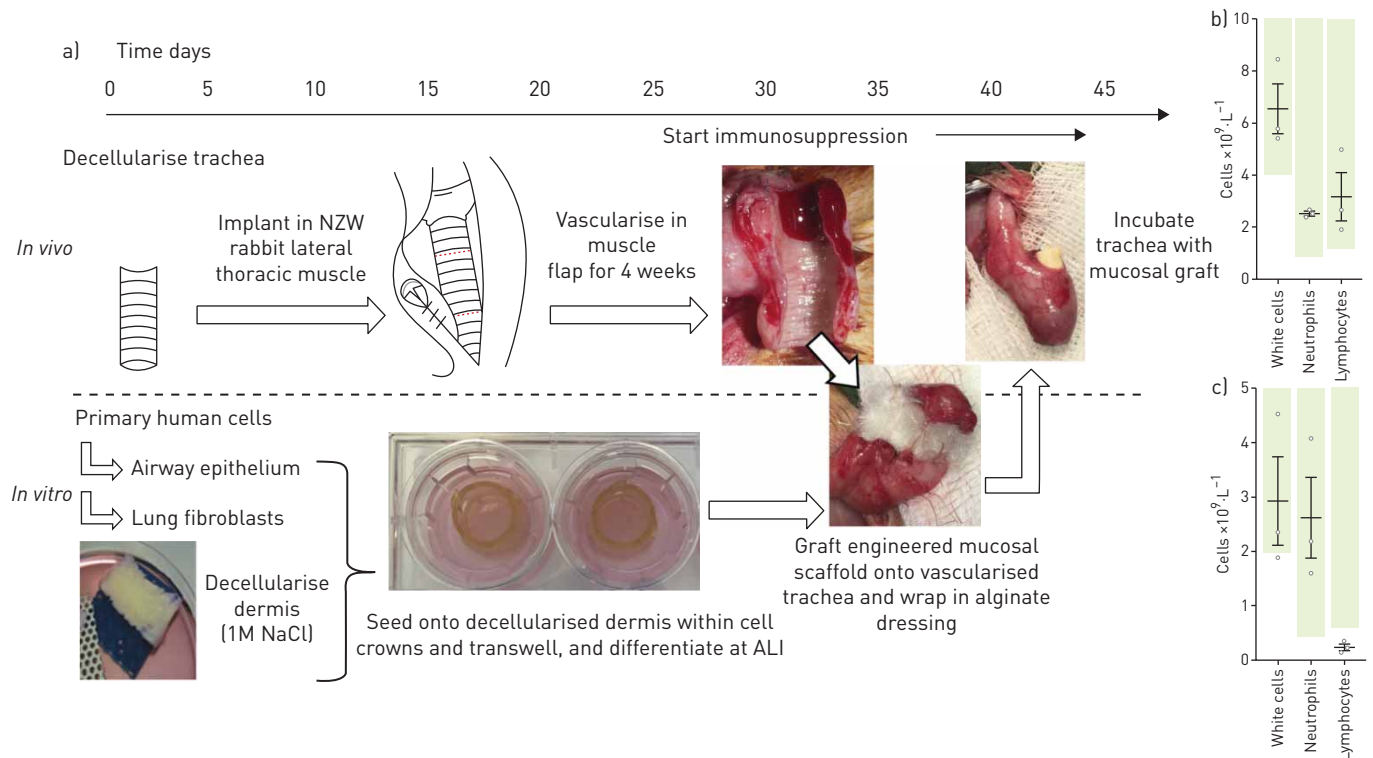 a) Time days
0 5 10 15 20 25 30 35 40 45
Start immunosuppression
Decellularise trachea
In vivo
Implant in NZW
rabbit lateral
thoracic muscle
Vascularise in
muscle
flap for 4 weeks
Incubate
trachea with
mucosal graft
Primary human cells
In vitro
Airway epithelium
Lung fibroblasts
Decellularise
dermis
(1M NaCl)
Seed onto decellularised dermis within cell
crowns and transwell, and differentiate at ALI
Graft engineered mucosal
scaffold onto vascularised
trachea and wrap in alginate
dressing
b)
Cells ×10⁹·L⁻¹
10
8
6
4
2
0
White cells
Neutrophils
Lymphocytes
c)
Cells ×10⁹·L⁻¹
5
4
3
2
1
0
White cells
Neutrophils
Lymphocytes